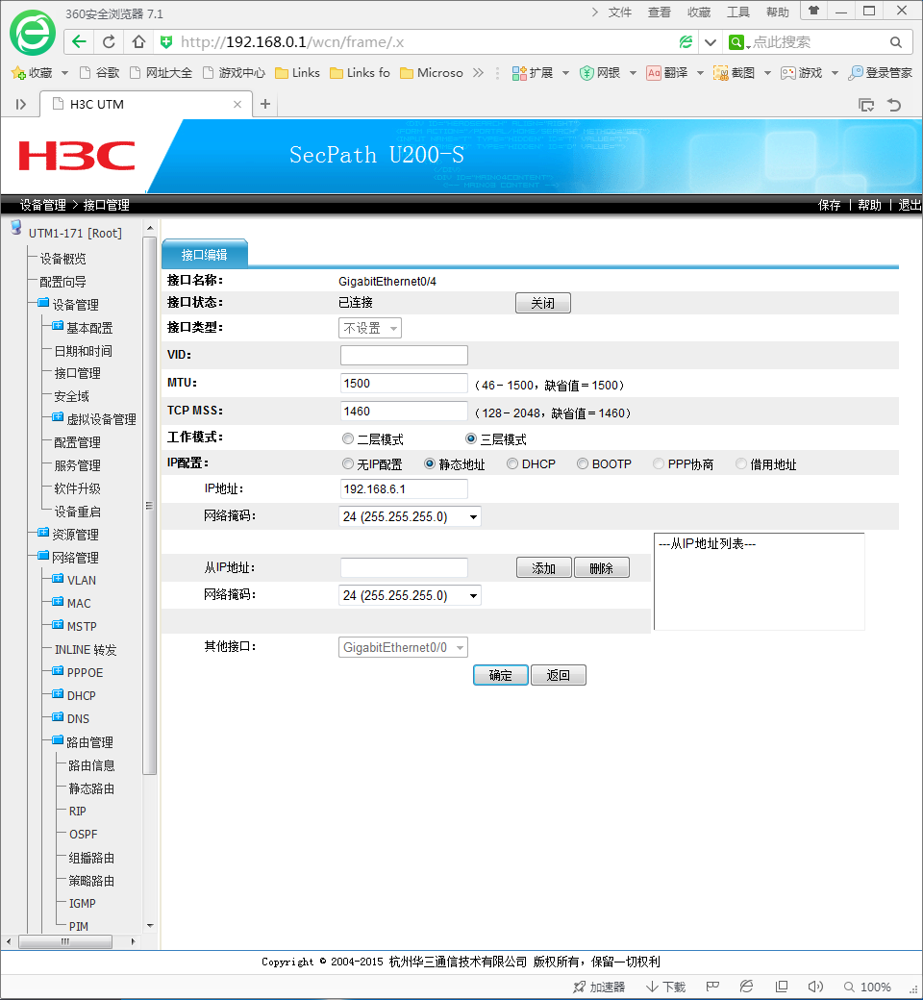 360安全浏览器 7.1
文件 查看 收藏 工具 帮助
http://192.168.0.1/wcn/frame/.x
点此搜索
收藏 谷歌 网址大全 游戏中心 Links Links fo Microso 扩展 网银 翻译 截图 游戏 登录管家
H3C UTM
H3C
SecPath U200-S
设备管理 > 接口管理
保存 | 帮助 | 退出
UTM1-171 [Root]
设备概览
配置向导
设备管理
基本配置
日期和时间
接口管理
安全域
虚拟设备管理
配置管理
服务管理
软件升级
设备重启
资源管理
网络管理
VLAN
MAC
MSTP
INLINE 转发
PPPOE
DHCP
DNS
路由管理
路由信息
静态路由
RIP
OSPF
组播路由
策略路由
IGMP
PIM
接口编辑
接口名称： GigabitEthernet0/4
接口状态： 已连接 关闭
接口类型： 不设置
VID：
MTU： 1500 （46－1500，缺省值＝1500）
TCP MSS： 1460 （128－2048，缺省值＝1460）
工作模式： 二层模式 三层模式
IP配置： 无IP配置 静态地址 DHCP BOOTP PPP协商 借用地址
IP地址： 192.168.6.1
网络掩码： 24 (255.255.255.0)
---从IP地址列表---
从IP地址： 添加 删除
网络掩码： 24 (255.255.255.0)
其他接口： GigabitEthernet0/0
确定 返回
Copyright © 2004-2015 杭州华三通信技术有限公司 版权所有，保留一切权利
加速器 下载 100%